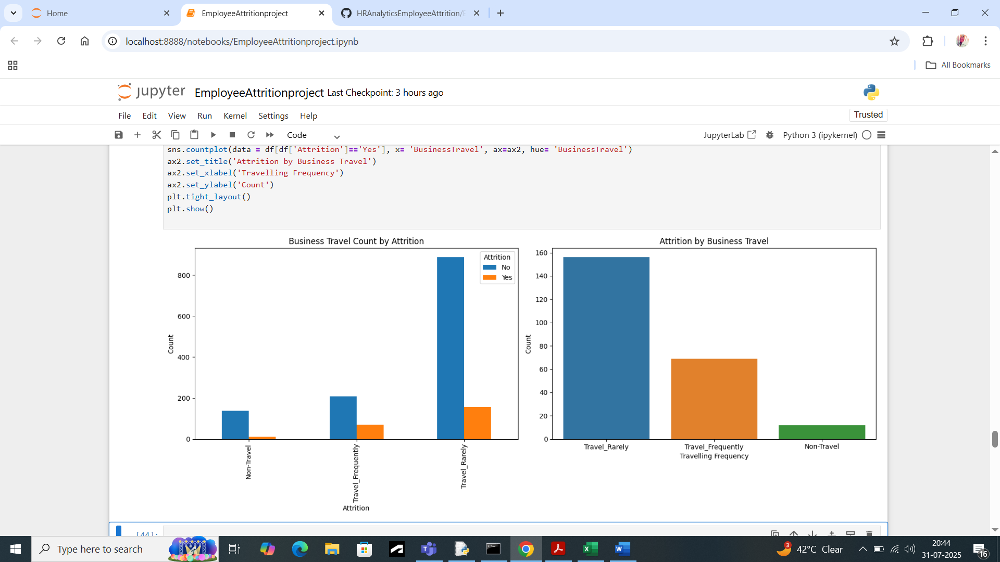 Home
EmployeeAttritionproject
HRAnalyticsEmployeeAttrition/E
localhost:8888/notebooks/EmployeeAttritionproject.ipynb
All Bookmarks
jupyter EmployeeAttritionproject Last Checkpoint: 3 hours ago
File Edit View Run Kernel Settings Help
Trusted
Code
JupyterLab
Python 3 (ipykernel)
sns.countplot(data = df[df['Attrition']=='Yes'], x= 'BusinessTravel', ax=ax2, hue= 'BusinessTravel')
ax2.set_title('Attrition by Business Travel')
ax2.set_xlabel('Travelling Frequency')
ax2.set_ylabel('Count')
plt.tight_layout()
plt.show()
Business Travel Count by Attrition
Attrition
No
Yes
800
600
400
200
0
Count
Non-Travel
Travel_Frequently
Travel_Rarely
Attrition
Attrition by Business Travel
160
140
120
100
80
60
40
20
0
Count
Travel_Rarely
Travel_Frequently
Non-Travel
Travelling Frequency
[44]:
Type here to search
3
42°C Clear
20:44
31-07-2025
16